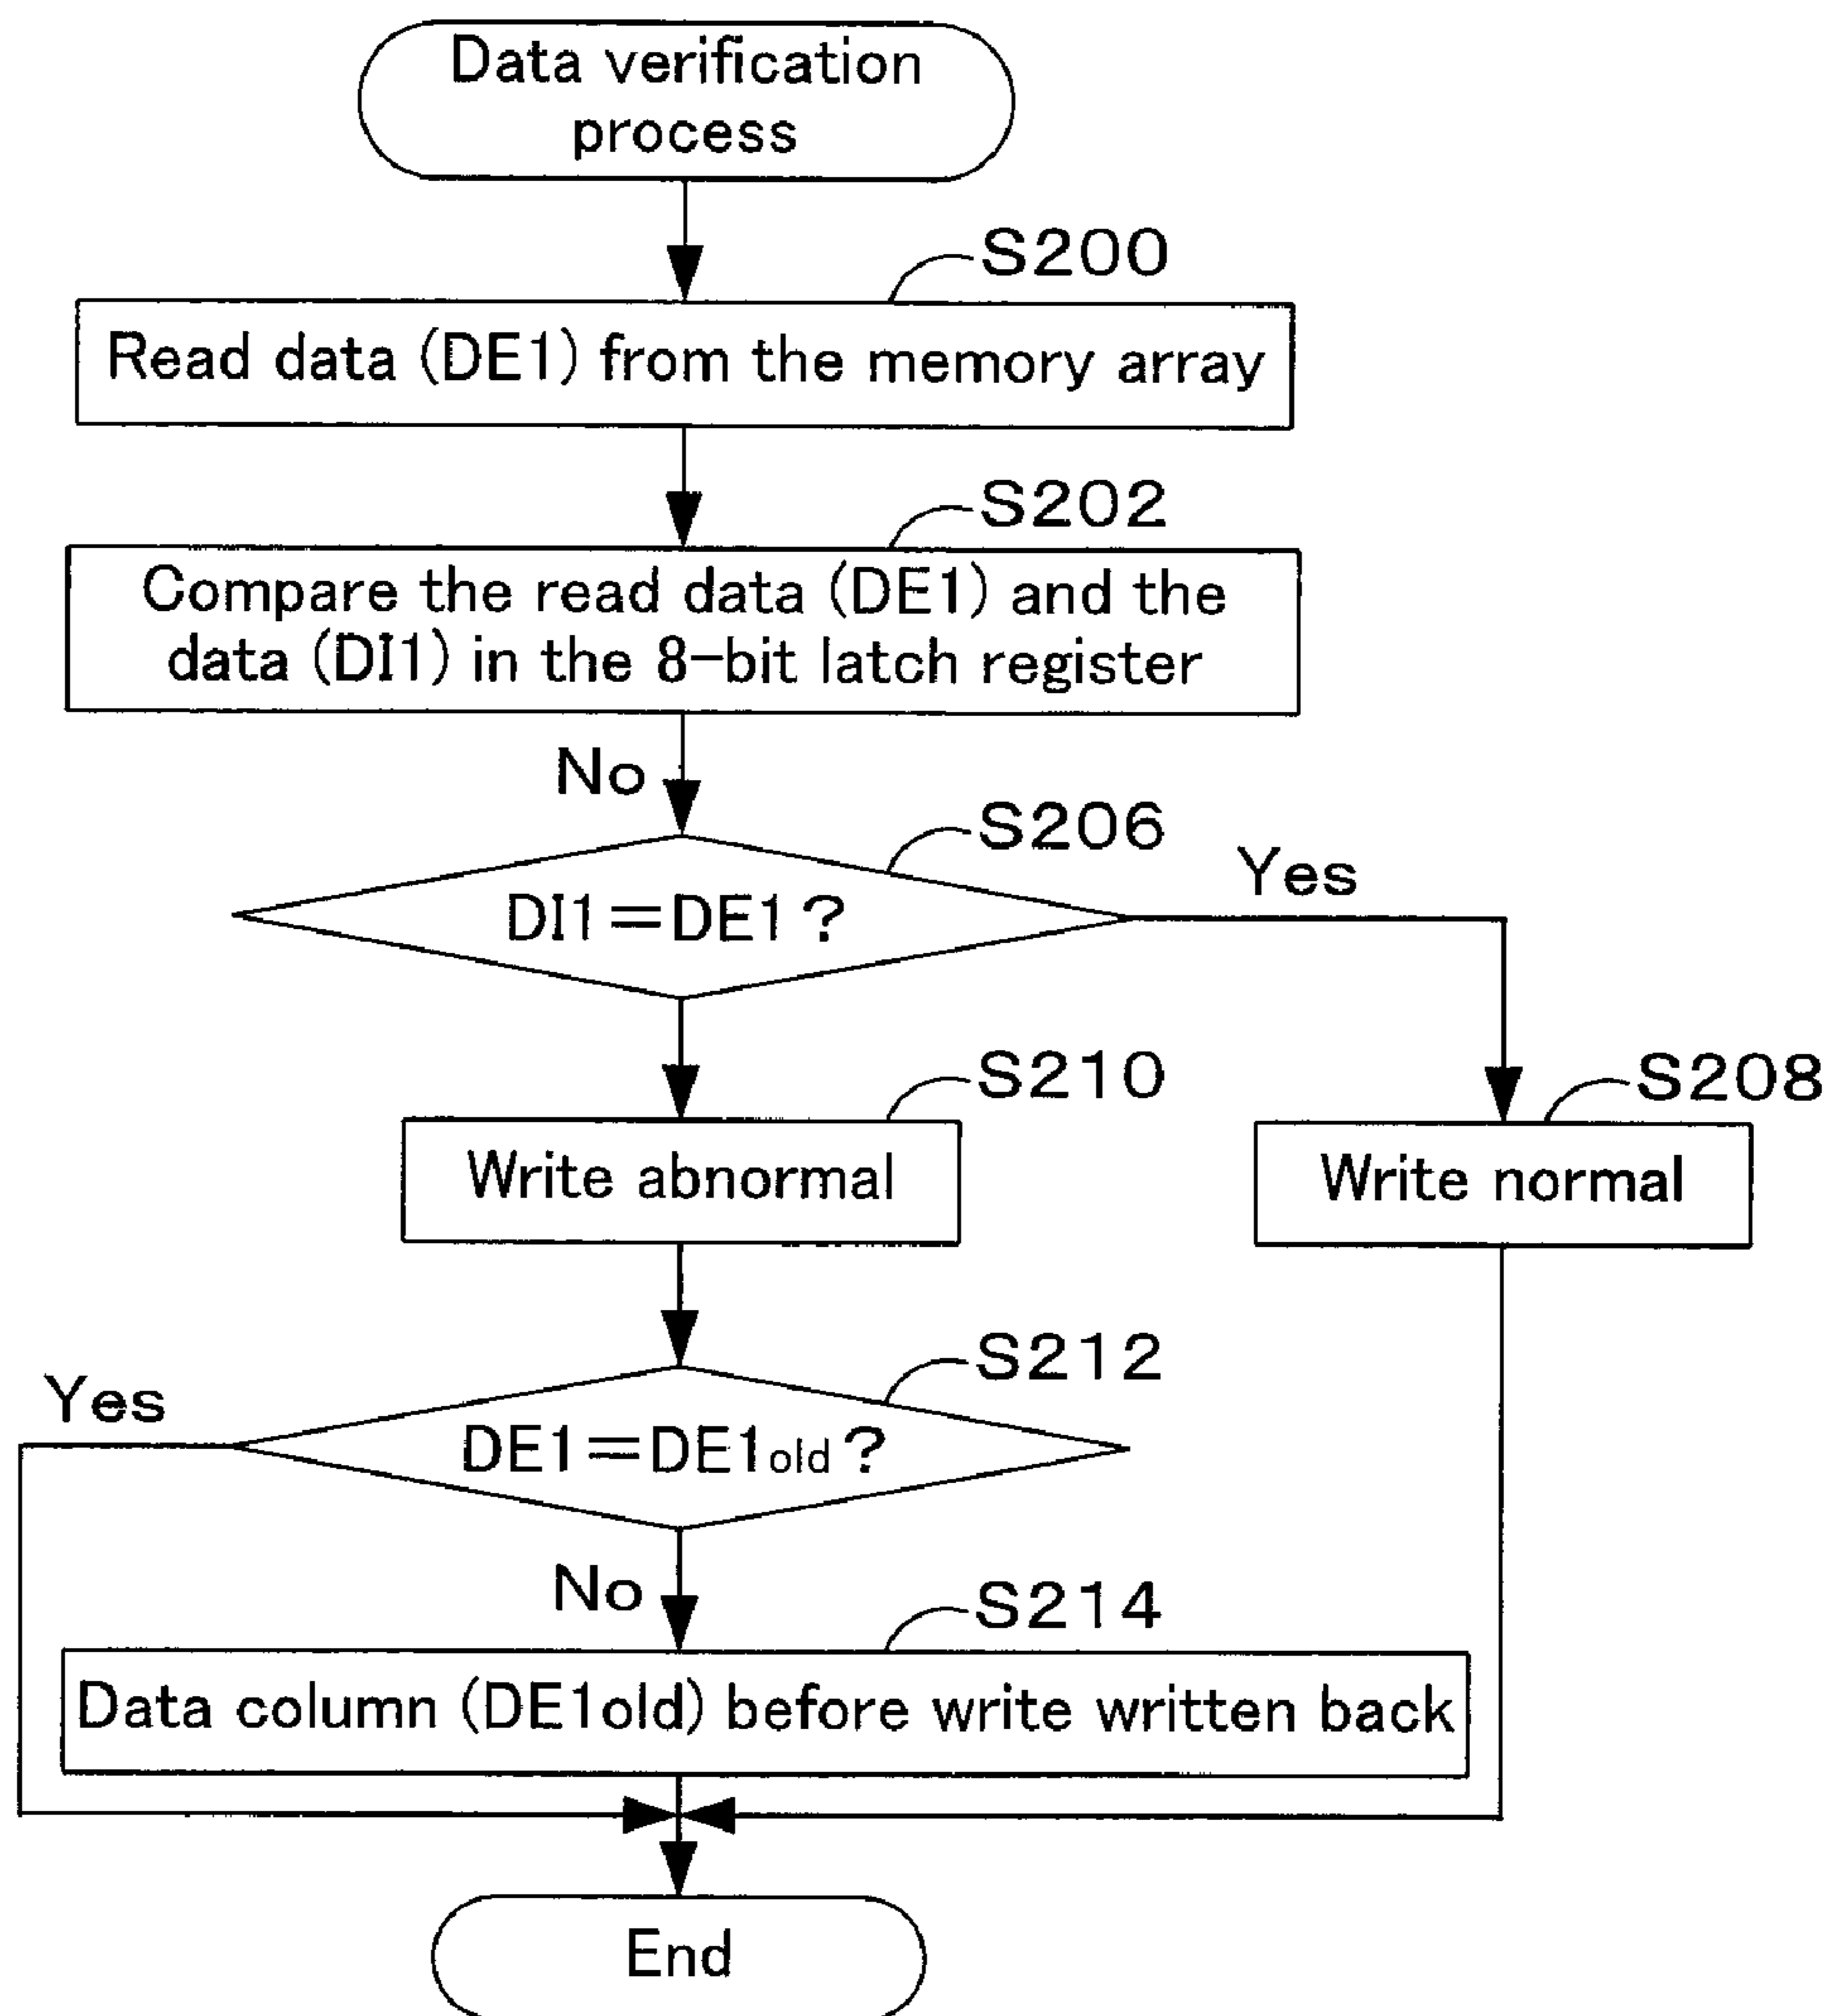 Data verification
process
S200
Read data (DE1) from the memory array
S202
Compare the read data (DE1) and the
data (DI1) in the 8-bit latch register
No
S206
Yes
DI1=DE1?
S210
S208
Write abnormal
Write normal
S212
Yes
DE1=DE1old?
No
S214
Data column (DE1old) before write written back
End